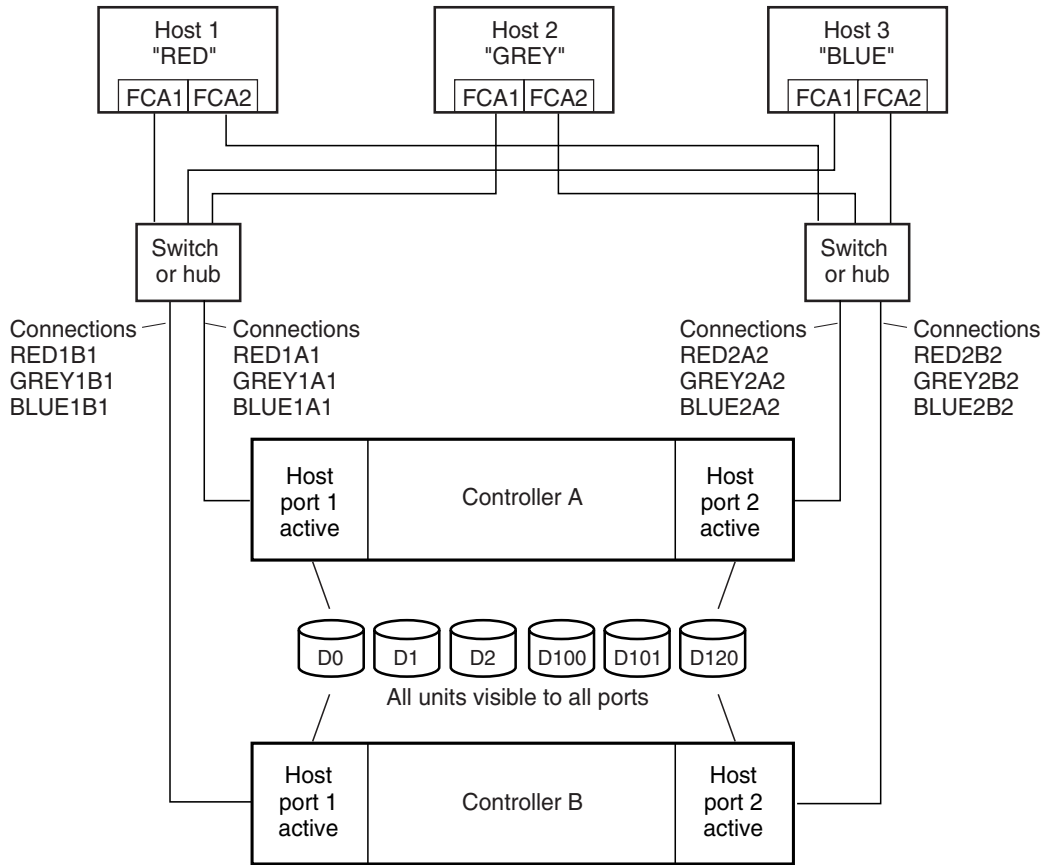 Host 1
"RED"
FCA1 FCA2
Host 2
"GREY"
FCA1 FCA2
Host 3
"BLUE"
FCA1 FCA2
Switch
or hub
Switch
or hub
Connections
RED1B1
GREY1B1
BLUE1B1
Connections
RED1A1
GREY1A1
BLUE1A1
Connections
RED2A2
GREY2A2
BLUE2A2
Connections
RED2B2
GREY2B2
BLUE2B2
Host
port 1
active
Controller A
Host
port 2
active
D0 D1 D2 D100 D101 D120
All units visible to all ports
Host
port 1
active
Controller B
Host
port 2
active